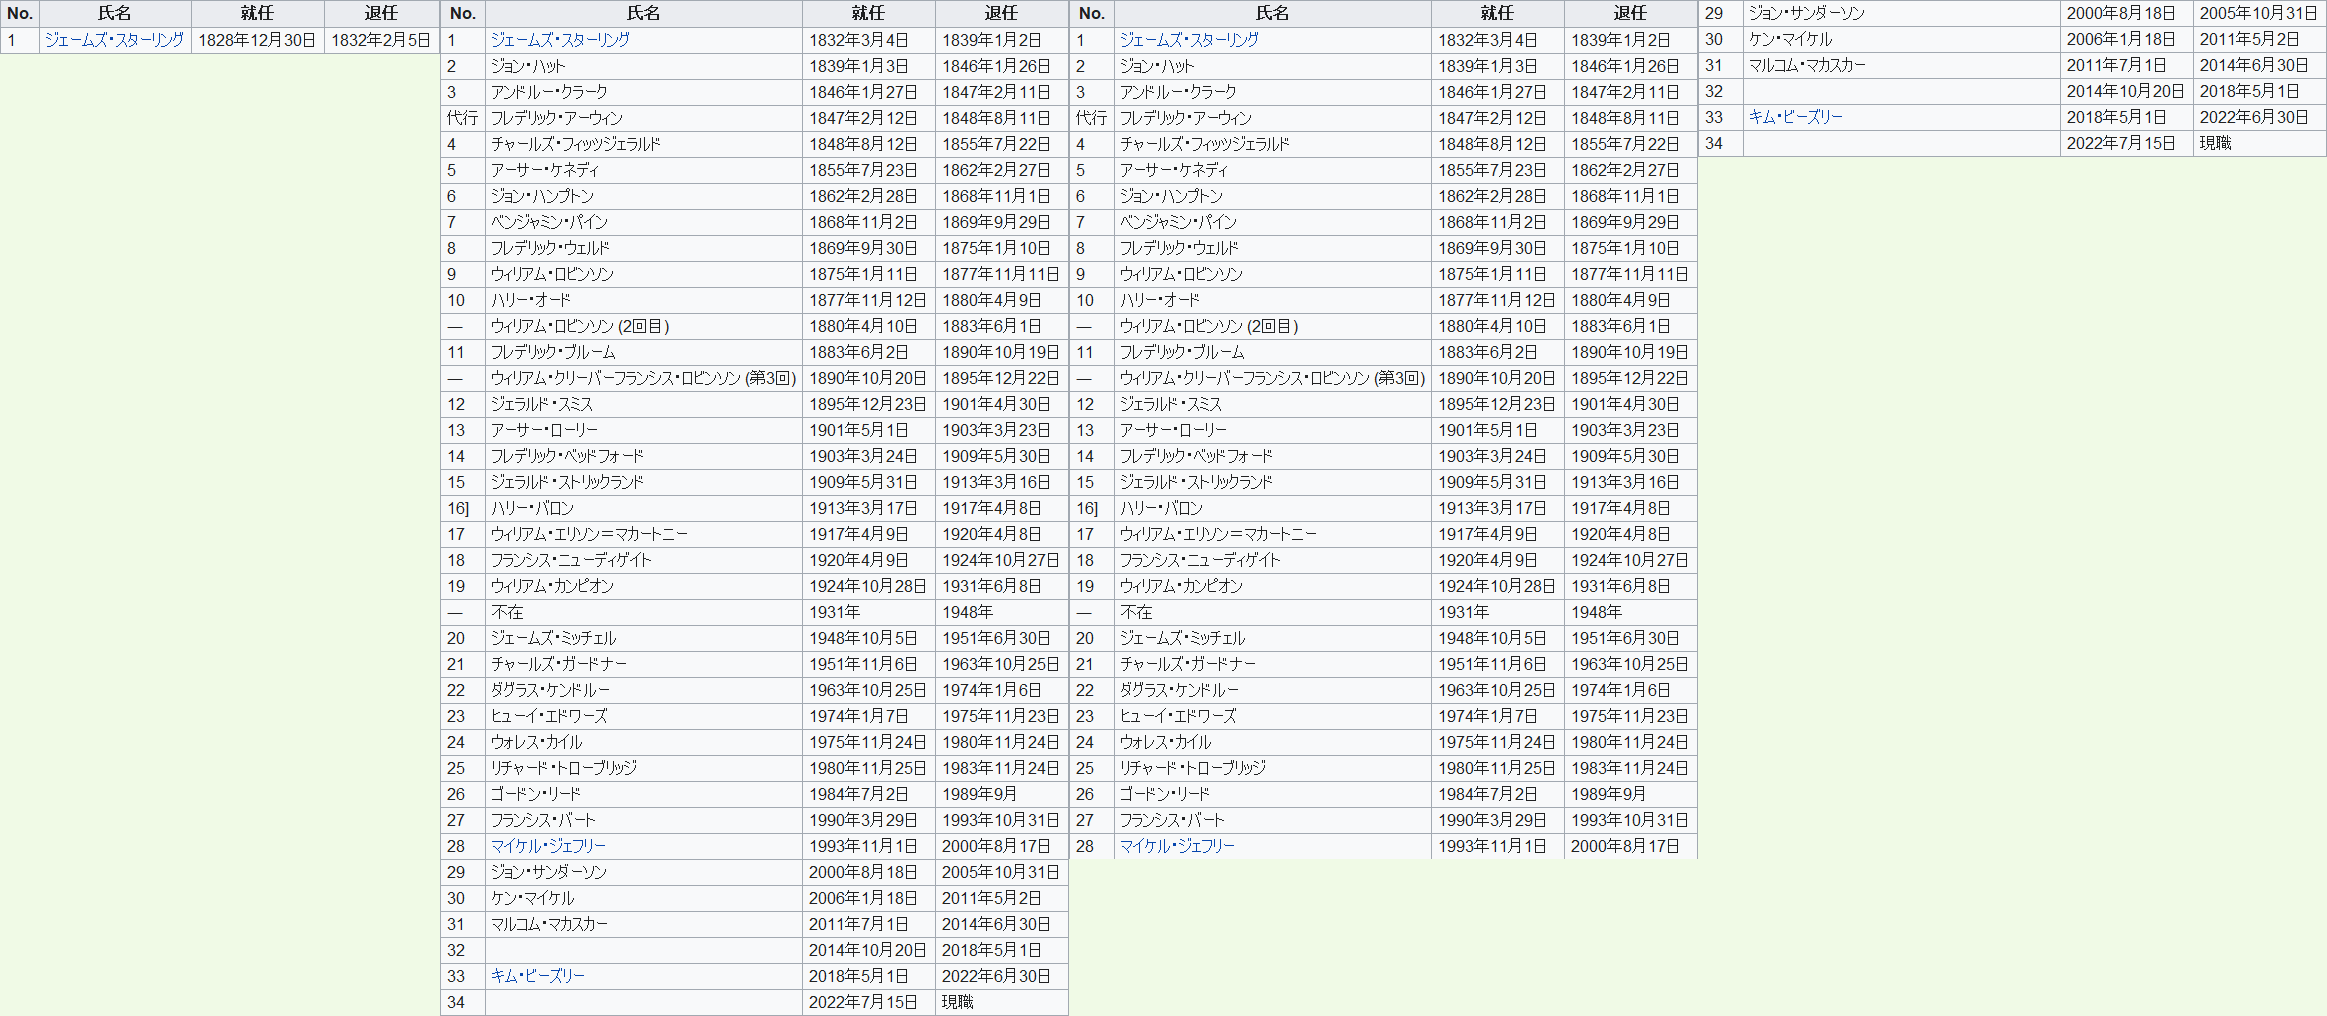 No. 氏名 就任 退任
1 ジェームズ・スターリング 1828年12月30日 1832年2月5日
No. 氏名 就任 退任
1 ジェームズ・スターリング 1832年3月4日 1839年1月2日
2 ジョン・ハット 1839年1月3日 1846年1月26日
3 アンドルー・クラーク 1846年1月27日 1847年2月11日
代行 フレデリック・アーウィン 1847年2月12日 1848年8月11日
4 チャールズ・フィッツジェラルド 1848年8月12日 1855年7月22日
5 アーサー・ケネディ 1855年7月23日 1862年2月27日
6 ジョン・ハンプトン 1862年2月28日 1868年11月1日
7 ベンジャミン・パイン 1868年11月2日 1869年9月29日
8 フレデリック・ウェルド 1869年9月30日 1875年1月10日
9 ウィリアム・ロビンソン 1875年1月11日 1877年11月11日
10 ハリー・オード 1877年11月12日 1880年4月9日
— ウィリアム・ロビンソン (2回目) 1880年4月10日 1883年6月1日
11 フレデリック・ブルーム 1883年6月2日 1890年10月19日
— ウィリアム・クリーバーフランシス・ロビンソン (第3回) 1890年10月20日 1895年12月22日
12 ジェラルド・スミス 1895年12月23日 1901年4月30日
13 アーサー・ローリー 1901年5月1日 1903年3月23日
14 フレデリック・ベッドフォード 1903年3月24日 1909年5月30日
15 ジェラルド・ストリックランド 1909年5月31日 1913年3月16日
16] ハリー・バロン 1913年3月17日 1917年4月8日
17 ウィリアム・エリソン＝マカートニー 1917年4月9日 1920年4月8日
18 フランシス・ニューディゲイト 1920年4月9日 1924年10月27日
19 ウィリアム・カンピオン 1924年10月28日 1931年6月8日
— 不在 1931年 1948年
20 ジェームズ・ミッチェル 1948年10月5日 1951年6月30日
21 チャールズ・ガードナー 1951年11月6日 1963年10月25日
22 ダグラス・ケンドルー 1963年10月25日 1974年1月6日
23 ヒューイ・エドワーズ 1974年1月7日 1975年11月23日
24 ウォレス・カイル 1975年11月24日 1980年11月24日
25 リチャード・トローブリッジ 1980年11月25日 1983年11月24日
26 ゴードン・リード 1984年7月2日 1989年9月
27 フランシス・バート 1990年3月29日 1993年10月31日
28 マイケル・ジェフリー 1993年11月1日 2000年8月17日
29 ジョン・サンダーソン 2000年8月18日 2005年10月31日
30 ケン・マイケル 2006年1月18日 2011年5月2日
31 マルコム・マカスカー 2011年7月1日 2014年6月30日
32 2014年10月20日 2018年5月1日
33 キム・ビーズリー 2018年5月1日 2022年6月30日
34 2022年7月15日 現職
No. 氏名 就任 退任
1 ジェームズ・スターリング 1832年3月4日 1839年1月2日
2 ジョン・ハット 1839年1月3日 1846年1月26日
3 アンドルー・クラーク 1846年1月27日 1847年2月11日
代行 フレデリック・アーウィン 1847年2月12日 1848年8月11日
4 チャールズ・フィッツジェラルド 1848年8月12日 1855年7月22日
5 アーサー・ケネディ 1855年7月23日 1862年2月27日
6 ジョン・ハンプトン 1862年2月28日 1868年11月1日
7 ベンジャミン・パイン 1868年11月2日 1869年9月29日
8 フレデリック・ウェルド 1869年9月30日 1875年1月10日
9 ウィリアム・ロビンソン 1875年1月11日 1877年11月11日
10 ハリー・オード 1877年11月12日 1880年4月9日
— ウィリアム・ロビンソン (2回目) 1880年4月10日 1883年6月1日
11 フレデリック・ブルーム 1883年6月2日 1890年10月19日
— ウィリアム・クリーバーフランシス・ロビンソン (第3回) 1890年10月20日 1895年12月22日
12 ジェラルド・スミス 1895年12月23日 1901年4月30日
13 アーサー・ローリー 1901年5月1日 1903年3月23日
14 フレデリック・ベッドフォード 1903年3月24日 1909年5月30日
15 ジェラルド・ストリックランド 1909年5月31日 1913年3月16日
16] ハリー・バロン 1913年3月17日 1917年4月8日
17 ウィリアム・エリソン＝マカートニー 1917年4月9日 1920年4月8日
18 フランシス・ニューディゲイト 1920年4月9日 1924年10月27日
19 ウィリアム・カンピオン 1924年10月28日 1931年6月8日
— 不在 1931年 1948年
20 ジェームズ・ミッチェル 1948年10月5日 1951年6月30日
21 チャールズ・ガードナー 1951年11月6日 1963年10月25日
22 ダグラス・ケンドルー 1963年10月25日 1974年1月6日
23 ヒューイ・エドワーズ 1974年1月7日 1975年11月23日
24 ウォレス・カイル 1975年11月24日 1980年11月24日
25 リチャード・トローブリッジ 1980年11月25日 1983年11月24日
26 ゴードン・リード 1984年7月2日 1989年9月
27 フランシス・バート 1990年3月29日 1993年10月31日
28 マイケル・ジェフリー 1993年11月1日 2000年8月17日
29 ジョン・サンダーソン 2000年8月18日 2005年10月31日
30 ケン・マイケル 2006年1月18日 2011年5月2日
31 マルコム・マカスカー 2011年7月1日 2014年6月30日
32 2014年10月20日 2018年5月1日
33 キム・ビーズリー 2018年5月1日 2022年6月30日
34 2022年7月15日 現職